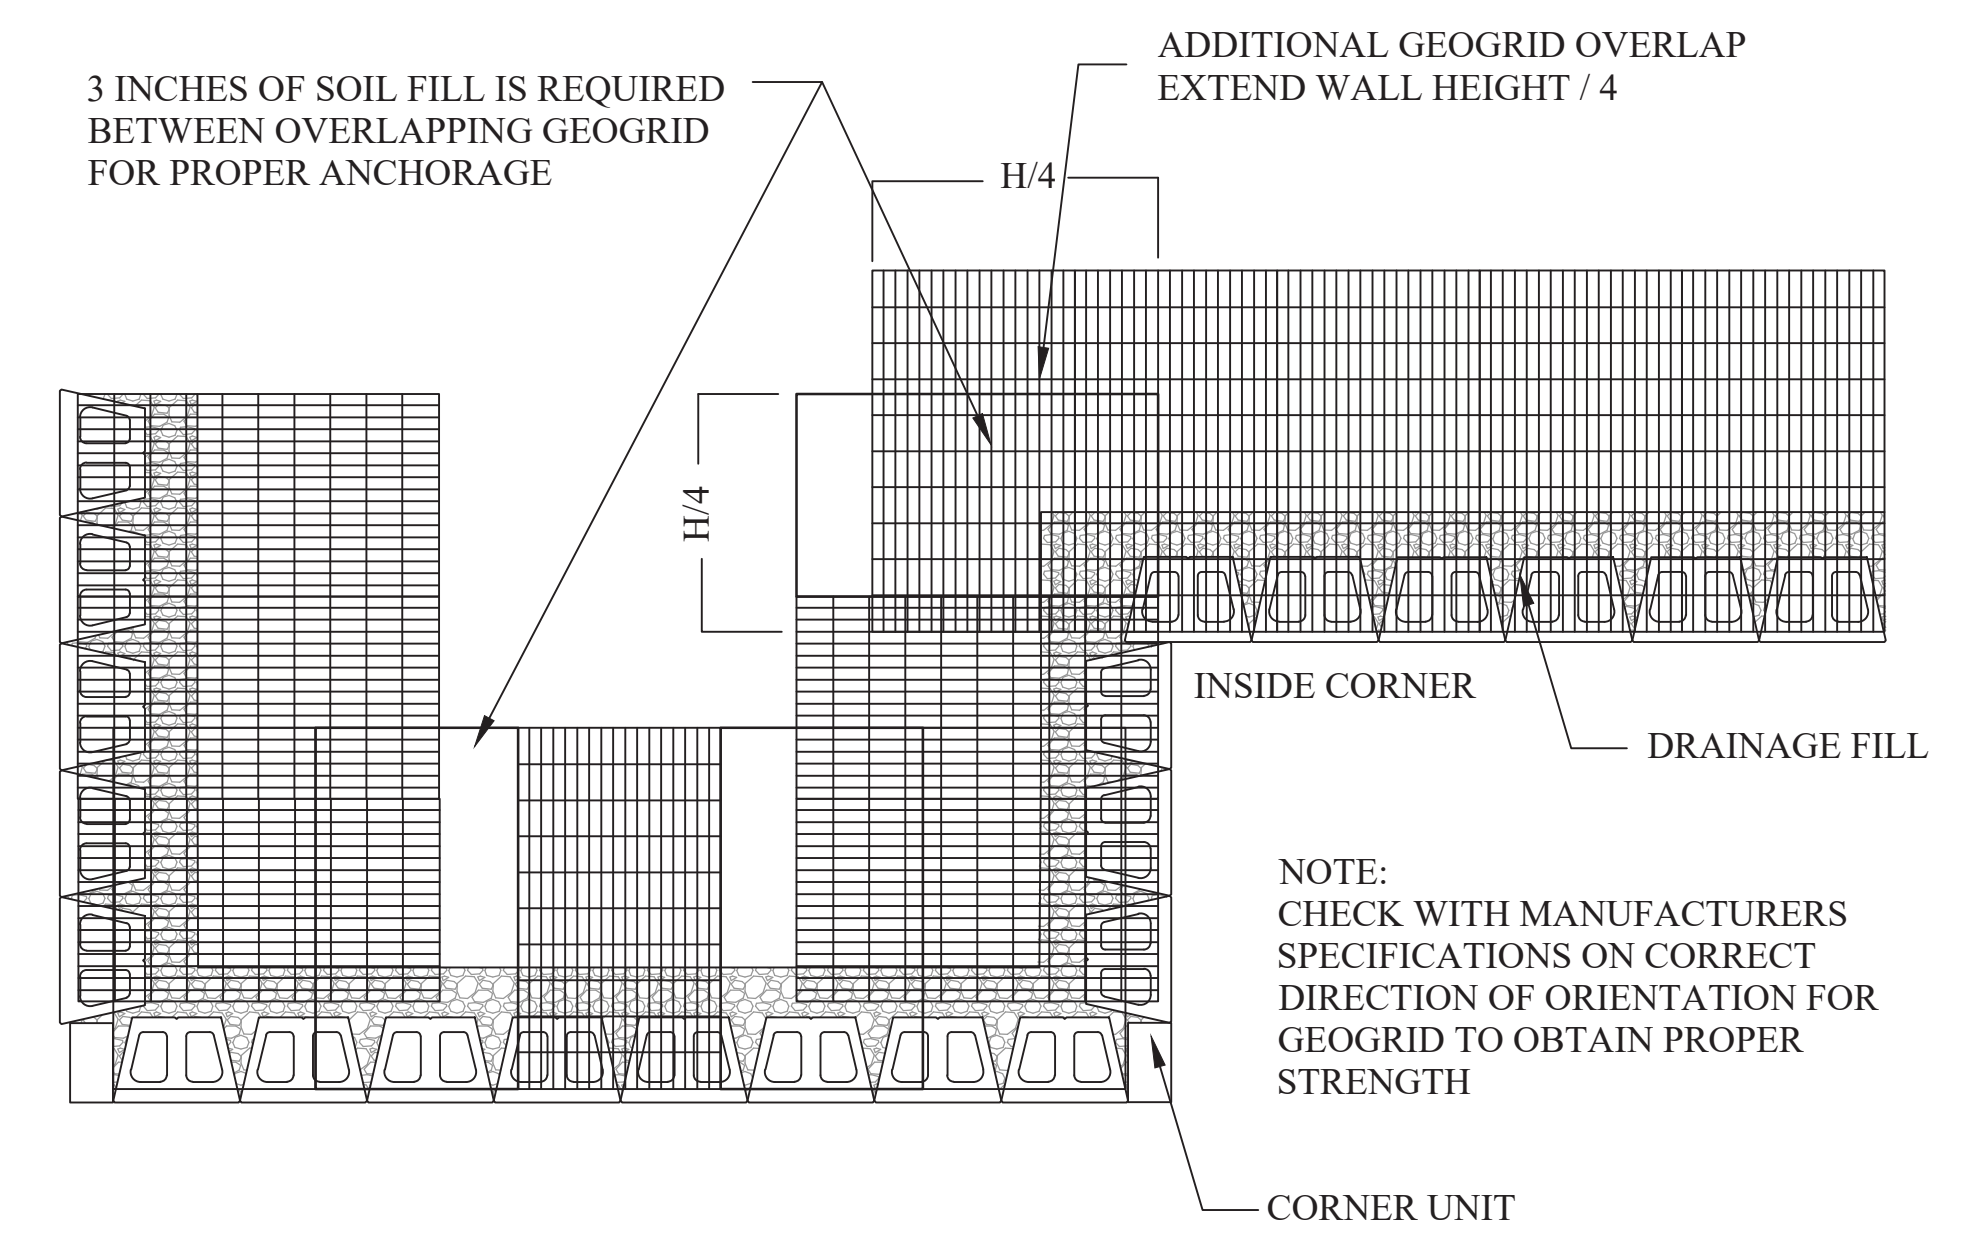 ADDITIONAL GEOGRID OVERLAP
EXTEND WALL HEIGHT / 4
3 INCHES OF SOIL FILL IS REQUIRED
BETWEEN OVERLAPPING GEOGRID
FOR PROPER ANCHORAGE
H/4
H/4
INSIDE CORNER
DRAINAGE FILL
NOTE:
CHECK WITH MANUFACTURERS
SPECIFICATIONS ON CORRECT
DIRECTION OF ORIENTATION FOR
GEOGRID TO OBTAIN PROPER
STRENGTH
CORNER UNIT